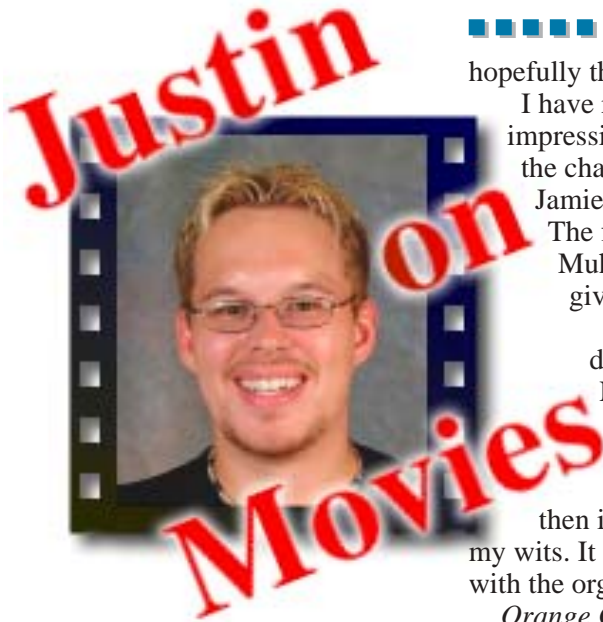 Justin
on
Movies
hopefully th
I have
impressi
the cha
Jamie
The
Mul
giv
d
then i
my wits. It
with the org
Orange